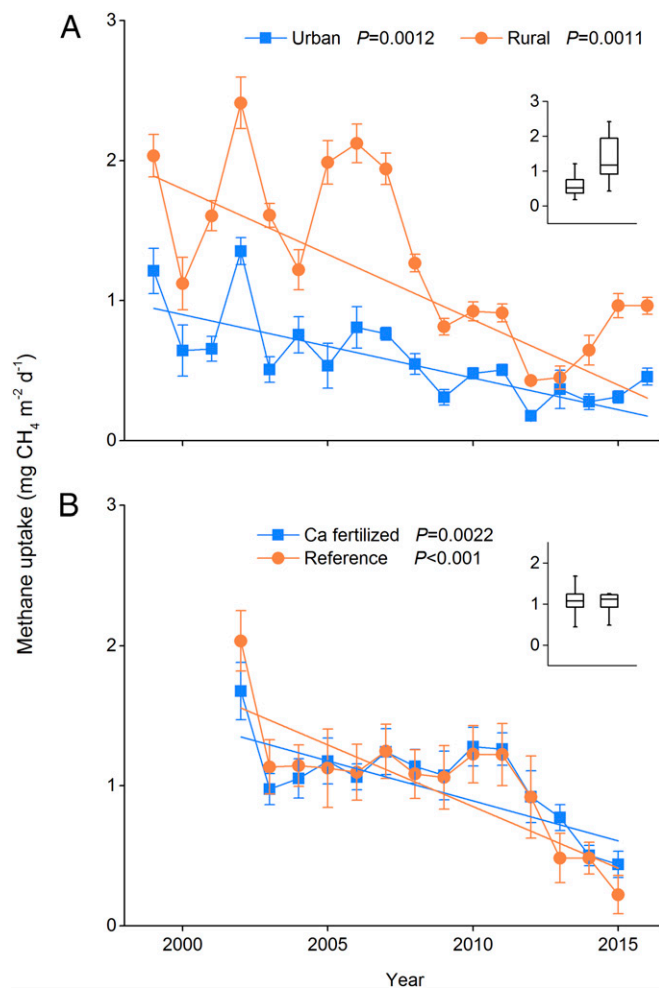 A
Urban P=0.0012 Rural P=0.0011
3
2
1
0
3
2
1
0
B
Ca fertilized P=0.0022
Reference P<0.001
3
2
1
0
2
1
0
2000 2005 2010 2015
Year
Methane uptake (mg CH₄ m⁻² d⁻¹)